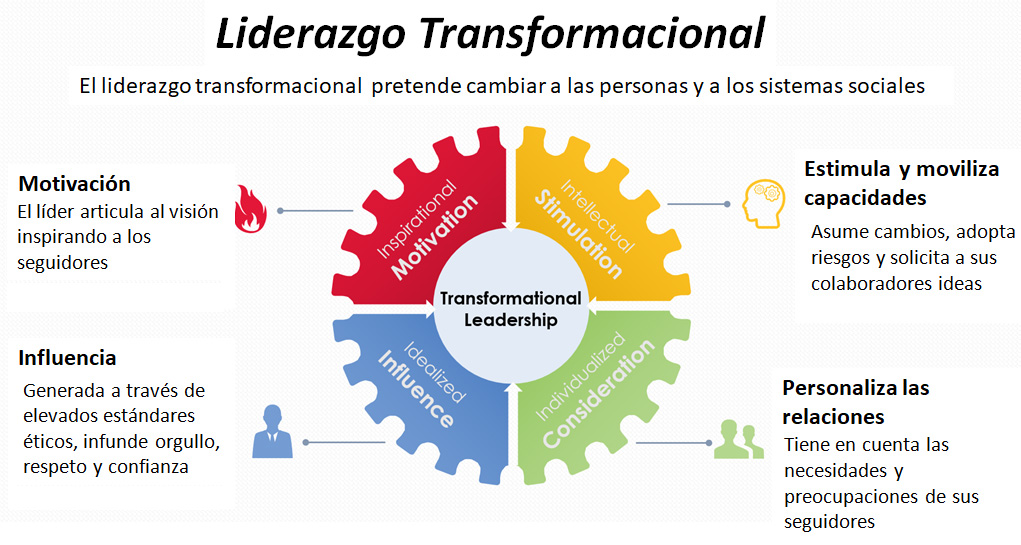 Liderazgo Transformacional
El liderazgo transformacional pretende cambiar a las personas y a los sistemas sociales
Motivación
El líder articula al visión
inspirando a los
seguidores
Inspirational
Motivation
Intellectual
Stimulation
Estimula y moviliza
capacidades
Asume cambios, adopta
riesgos y solicita a sus
colaboradores ideas
Transformational
Leadership
Influencia
Generada a través de
elevados estándares
éticos, infunde orgullo,
respeto y confianza
Idealized
Influence
Individualized
Consideration
Personaliza las
relaciones
Tiene en cuenta las
necesidades y
preocupaciones de sus
seguidores